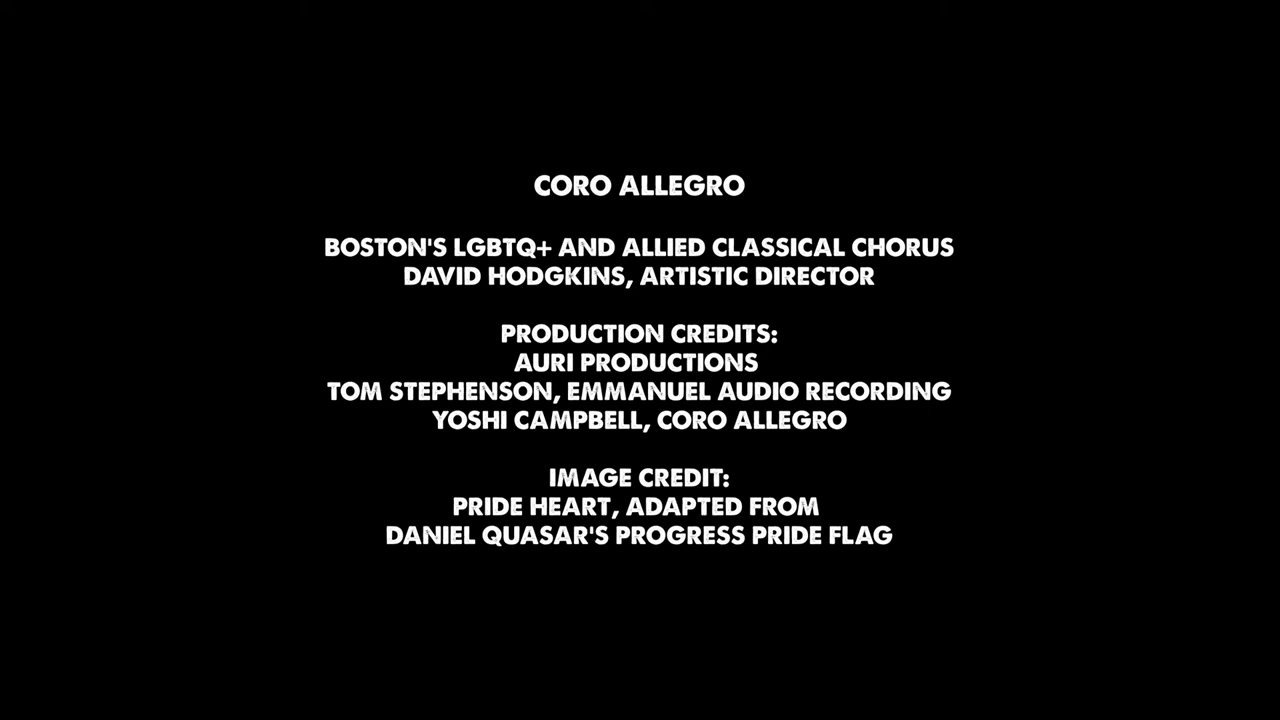 CORO ALLEGRO
BOSTON'S LGBTQ+ AND ALLIED CLASSICAL CHORUS
DAVID HODGKINS, ARTISTIC DIRECTOR
PRODUCTION CREDITS:
AURI PRODUCTIONS
TOM STEPHENSON, EMMANUEL AUDIO RECORDING
YOSHI CAMPBELL, CORO ALLEGRO
IMAGE CREDIT:
PRIDE HEART, ADAPTED FROM
DANIEL QUASAR'S PROGRESS PRIDE FLAG